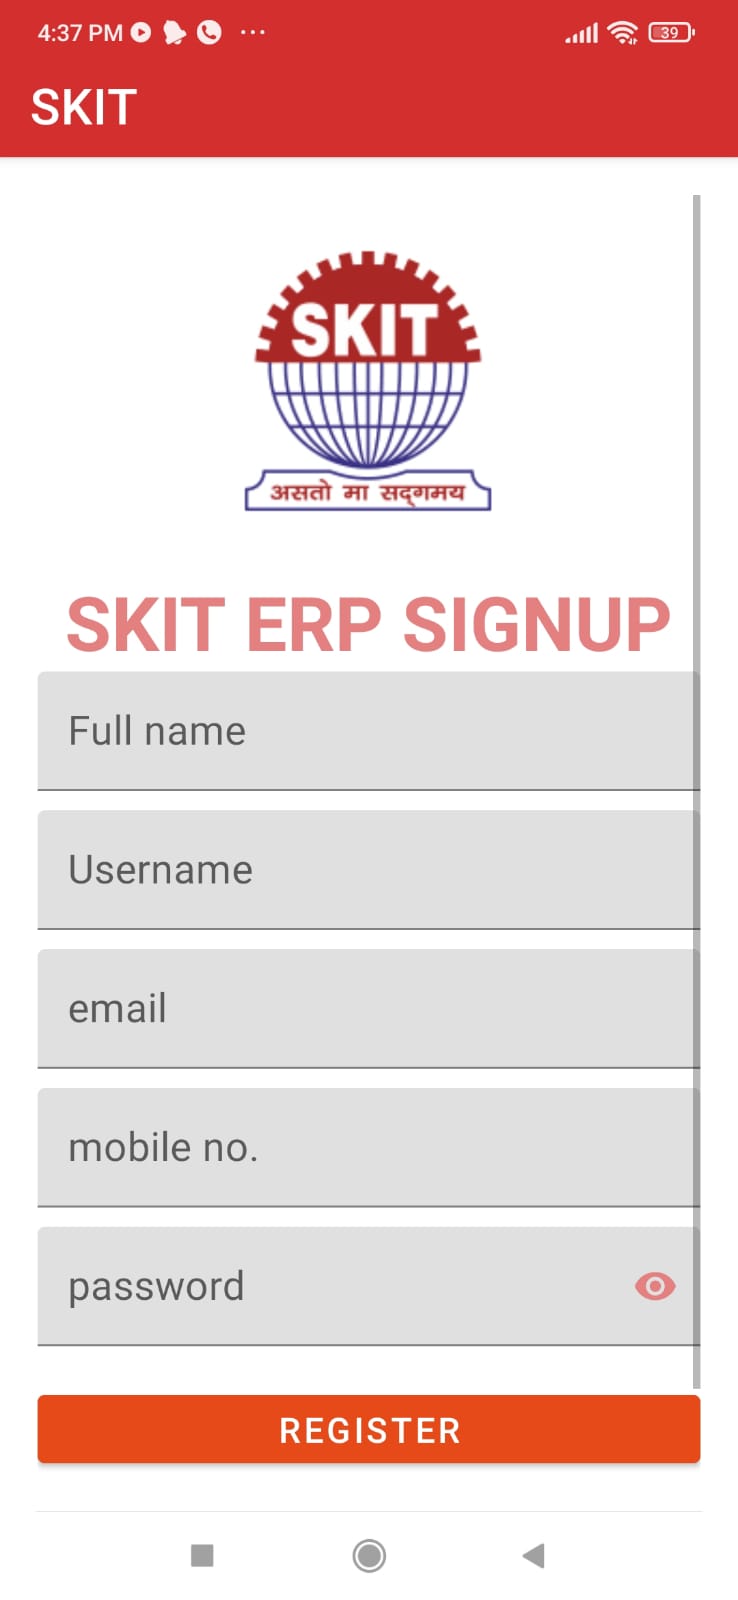 4:37 PM
39
SKIT
SKIT
असतो मा सद्गमय
SKIT ERP SIGNUP
Full name
Username
email
mobile no.
password
REGISTER